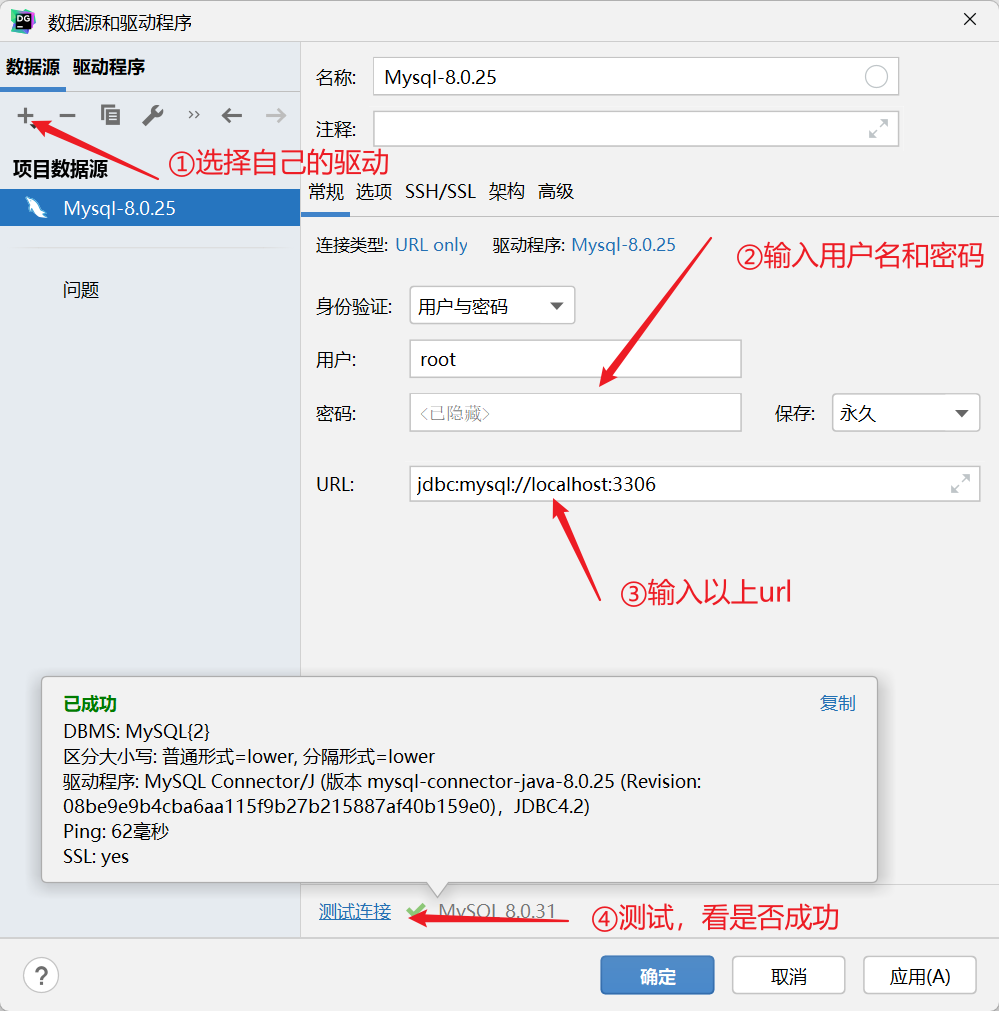 DG 数据源和驱动程序
数据源 驱动程序
名称: Mysql-8.0.25
注释:
①选择自己的驱动
项目数据源
常规 选项 SSH/SSL 架构 高级
Mysql-8.0.25
连接类型: URL only 驱动程序: Mysql-8.0.25
②输入用户名和密码
问题
身份验证: 用户与密码
用户: root
密码: <已隐藏> 保存: 永久
URL: jdbc:mysql://localhost:3306
③输入以上url
已成功 复制
DBMS: MySQL{2}
区分大小写: 普通形式=lower, 分隔形式=lower
驱动程序: MySQL Connector/J (版本 mysql-connector-java-8.0.25 (Revision:
08be9e9b4cba6aa115f9b27b215887af40b159e0)，JDBC4.2)
Ping: 62毫秒
SSL: yes
测试连接 MySQL 8.0.31
④测试，看是否成功
? 确定 取消 应用(A)